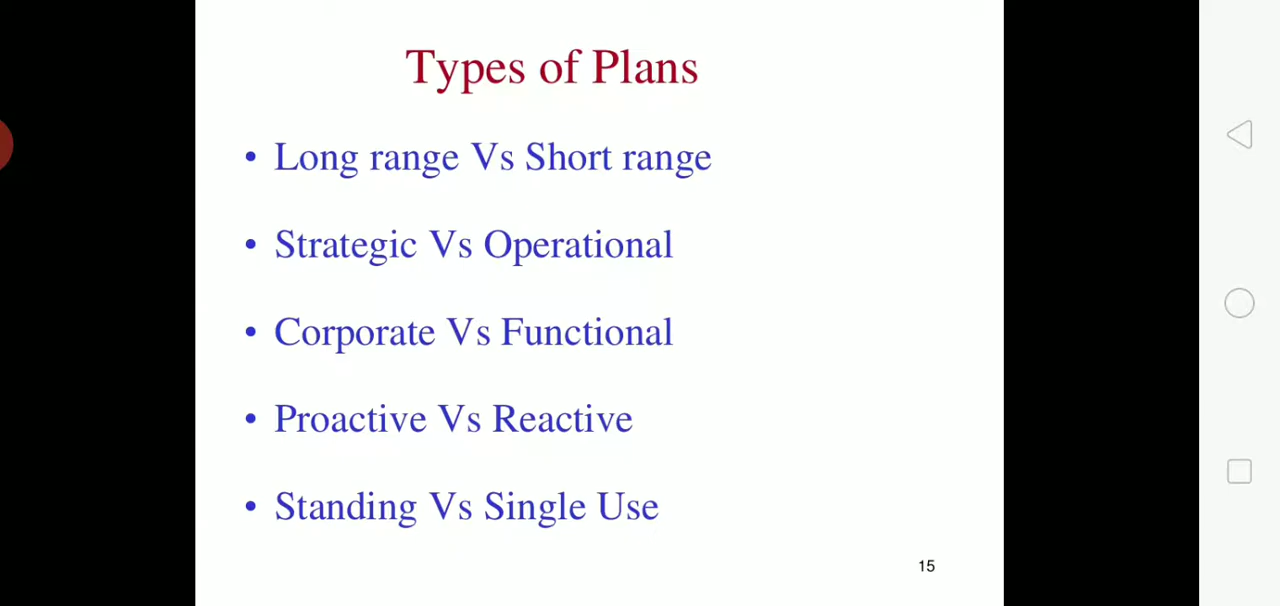 Types of Plans
• Long range Vs Short range
• Strategic Vs Operational
• Corporate Vs Functional
• Proactive Vs Reactive
• Standing Vs Single Use
15